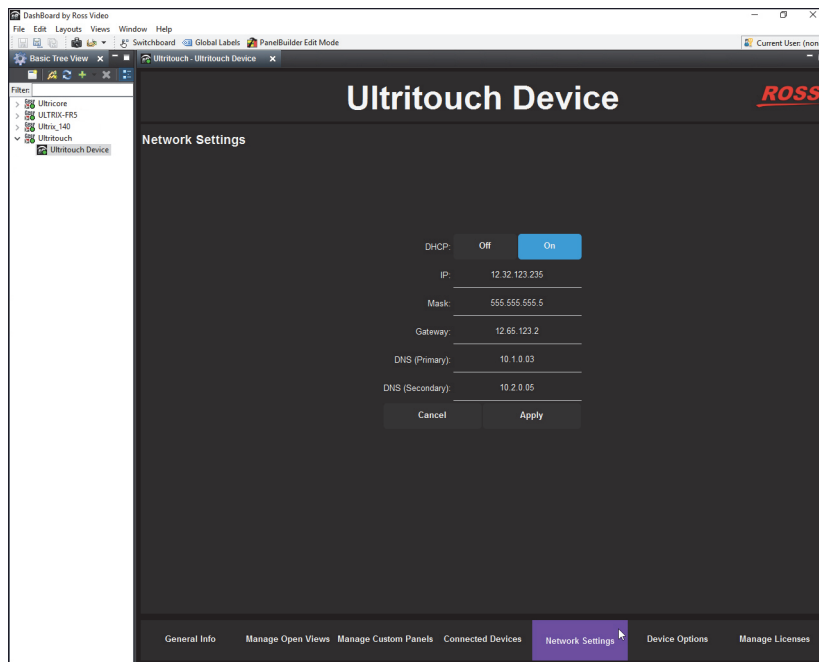 DashBoard by Ross Video
File Edit Layouts Views Window Help
Switchboard Global Labels PanelBuilder Edit Mode
Current User: (non
Basic Tree View
Ultritouch - Ultritouch Device
Filter:
Ultricore
ULTRIX-FR5
Ultrix_140
Ultritouch
Ultritouch Device
Ultritouch Device
ROSS
Network Settings
DHCP: Off On
IP: 12.32.123.235
Mask: 555.555.555.5
Gateway: 12.65.123.2
DNS (Primary): 10.1.0.03
DNS (Secondary): 10.2.0.05
Cancel Apply
General Info Manage Open Views Manage Custom Panels Connected Devices Network Settings Device Options Manage Licenses